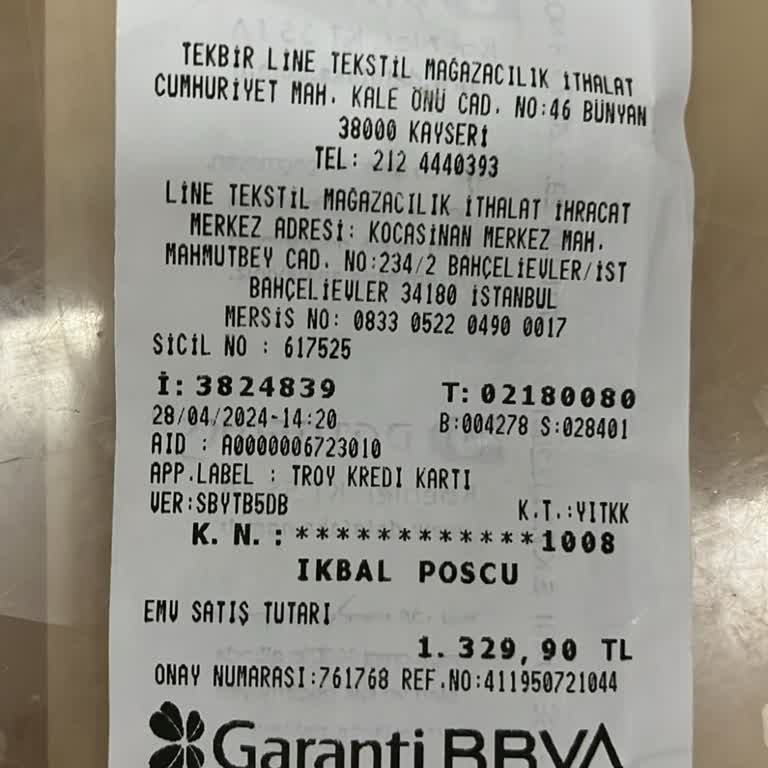 TEKBİR LİNE TEKSTİL MAĞAZACILIK İTHALAT
CUMHURİYET MAH. KALE ÖNÜ CAD. NO:46 BÜNYAN
38000 KAYSERİ
TEL: 212 4440393
LİNE TEKSTİL MAĞAZACILIK İTHALAT İHRACAT
MERKEZ ADRESİ: KOCASİNAN MERKEZ MAH.
MAHMUTBEY CAD. NO:234/2 BAHÇELİEVLER/İST
BAHÇELİEVLER 34180 İSTANBUL
MERSİS NO: 0833 0522 0490 0017
SİCİL NO : 617525
İ: 3824839 T: 02180080
28/04/2024-14:20 B:004278 S:028401
AID : A0000006723010
APP.LABEL : TROY KREDI KARTI
VER:SBYTB5DB K.T.:YITKK
K. N. : ************1008
IKBAL POSCU
EMV SATIŞ TUTARI
1. 329, 90 TL
ONAY NUMARASI:761768 REF.NO:411950721044
Garanti BBVA